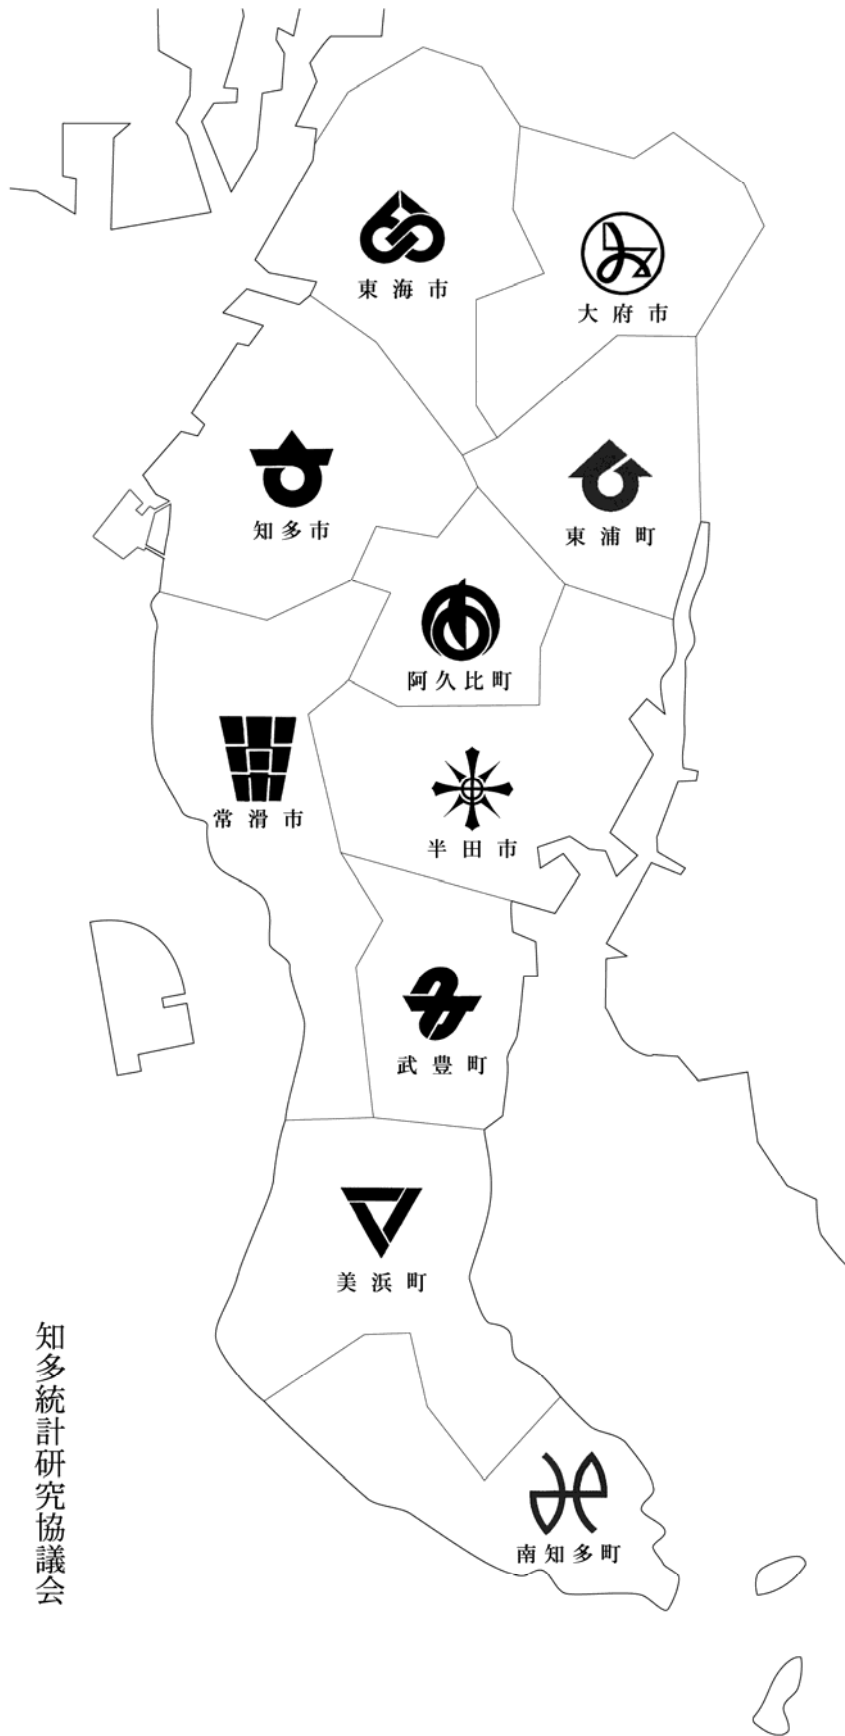 東海市
大府市
知多市
東浦町
阿久比町
常滑市
半田市
武豊町
美浜町
南知多町
知多統計研究協議会